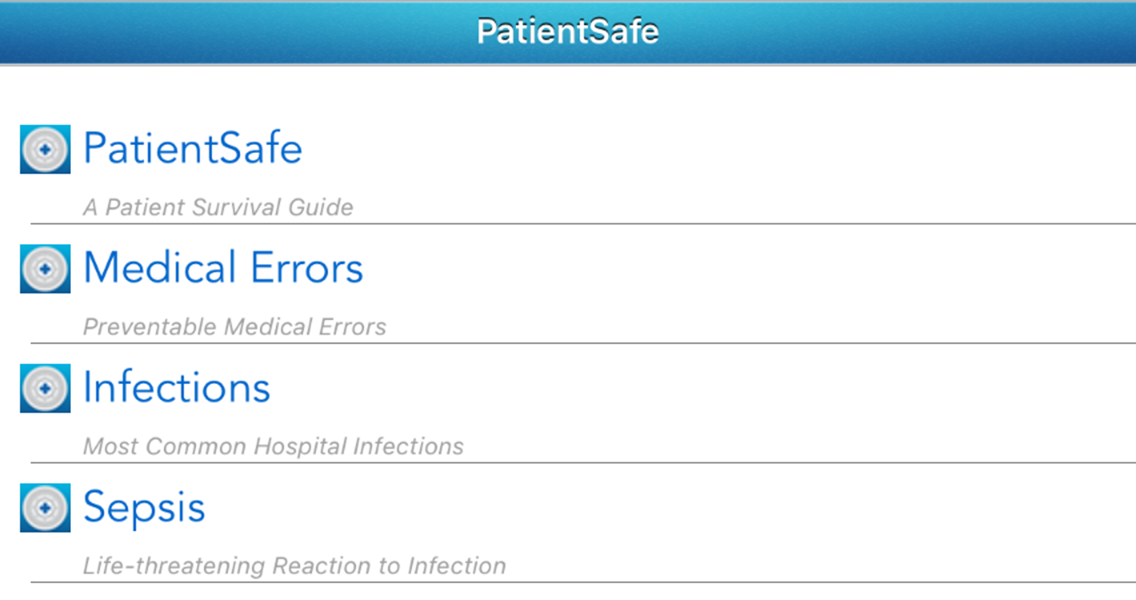 PatientSafe
PatientSafe
A Patient Survival Guide
Medical Errors
Preventable Medical Errors
Infections
Most Common Hospital Infections
Sepsis
Life-threatening Reaction to Infection